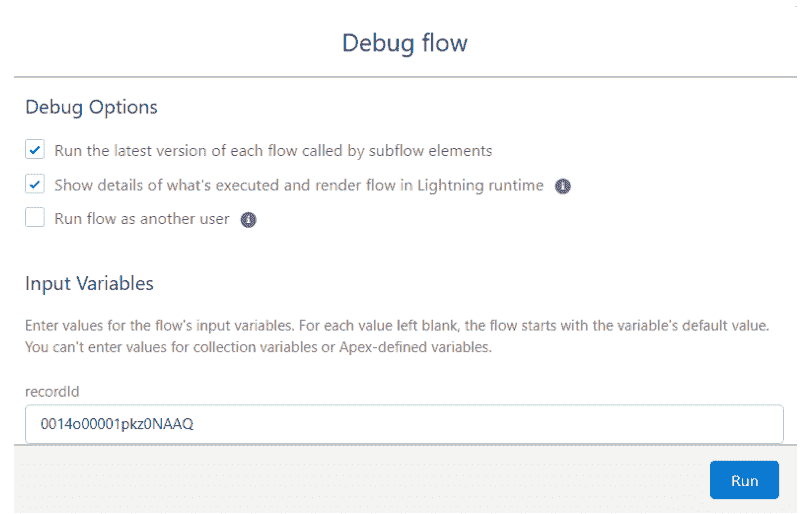 Debug flow
Debug Options
Run the latest version of each flow called by subflow elements
Show details of what's executed and render flow in Lightning runtime
Run flow as another user
Input Variables
Enter values for the flow's input variables. For each value left blank, the flow starts with the variable's default value.
You can't enter values for collection variables or Apex-defined variables.
recordId
0014o00001pkz0NAAQ
Run